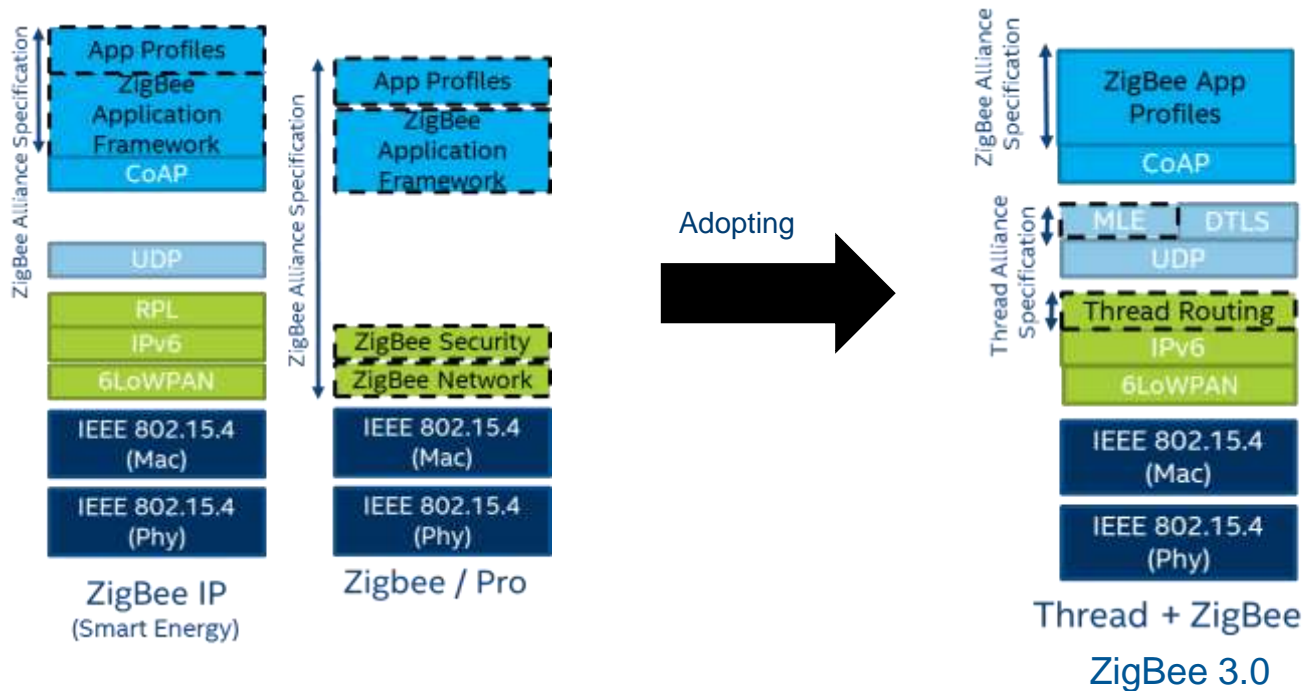 ZigBee Alliance Specification
App Profiles
ZigBee
Application
Framework
CoAP
UDP
RPL
IPv6
6LoWPAN
IEEE 802.15.4
(Mac)
IEEE 802.15.4
(Phy)
ZigBee IP
(Smart Energy)
ZigBee Alliance Specification
App Profiles
ZigBee
Application
Framework
ZigBee Security
ZigBee Network
IEEE 802.15.4
(Mac)
IEEE 802.15.4
(Phy)
Zigbee / Pro
Adopting
ZigBee Alliance
Specification
ZigBee App
Profiles
CoAP
Thread Alliance
Specification
MLE DTLS
UDP
Thread Routing
IPv6
6LoWPAN
IEEE 802.15.4
(Mac)
IEEE 802.15.4
(Phy)
Thread + ZigBee
ZigBee 3.0